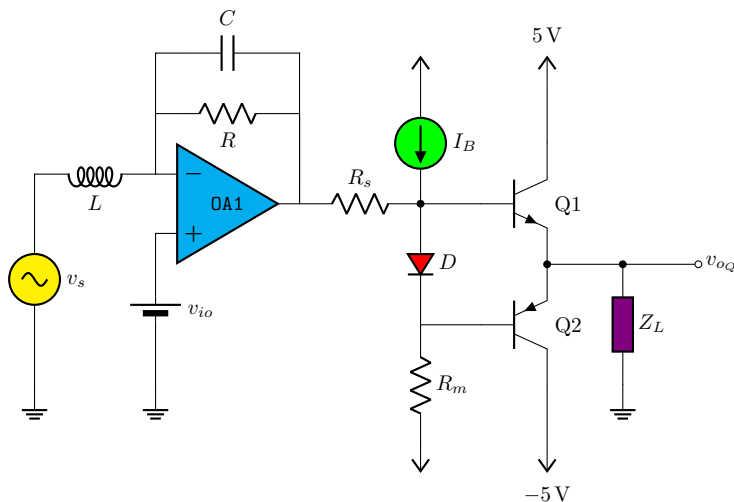 C
5 V
R
I_B
L
− OA1
+
R_s
Q1
v_s
D
v_{o_Q}
v_{io}
Q2
Z_L
R_m
−5 V